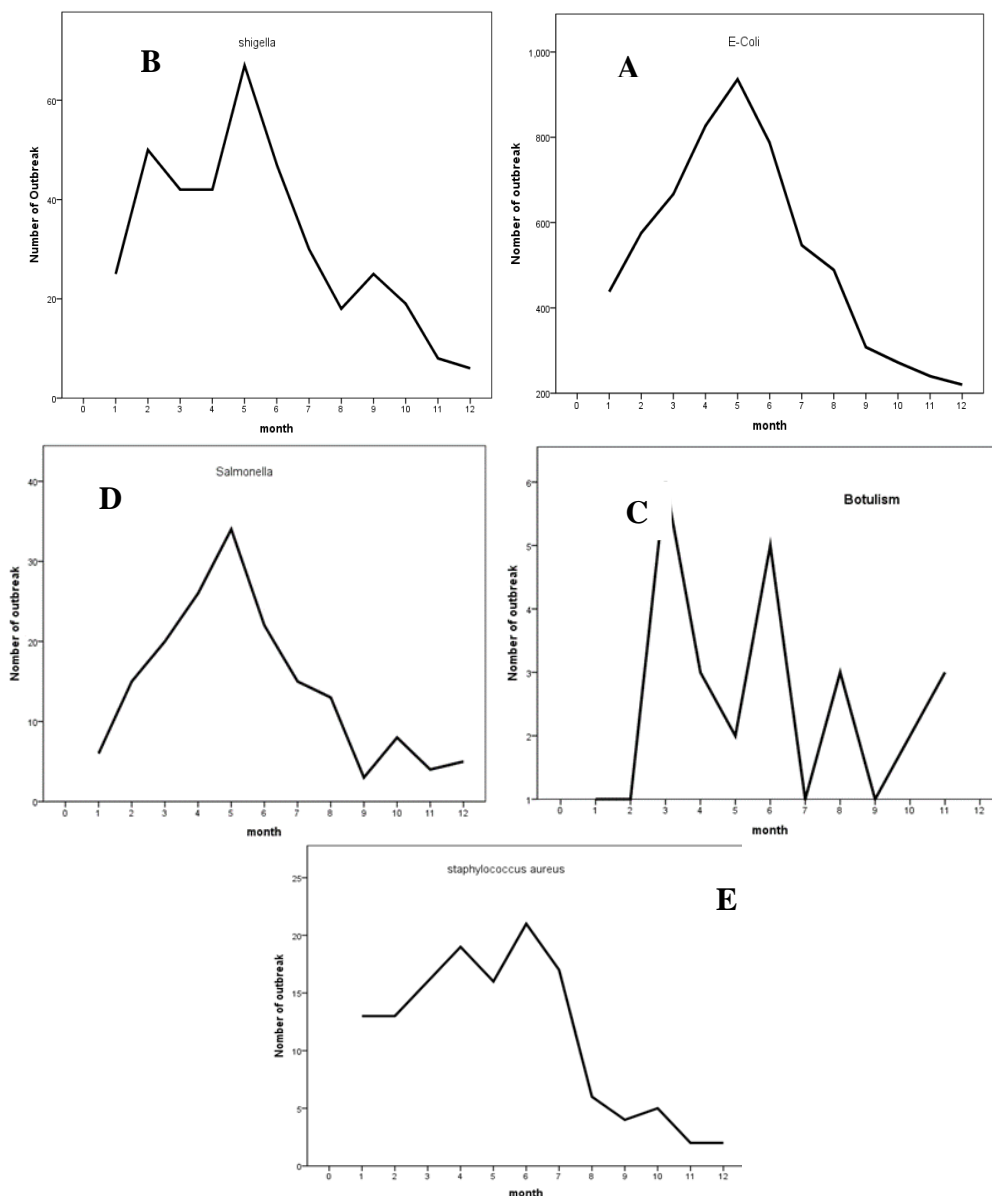 shigella
B
Number of Outbreak
60
40
20
0
0 1 2 3 4 5 6 7 8 9 10 11 12
month
E-Coli
A
Nomber of outbreak
1,000
800
600
400
200
0 1 2 3 4 5 6 7 8 9 10 11 12
month
Salmonella
D
Nomber of outbreak
40
30
20
10
0
0 1 2 3 4 5 6 7 8 9 10 11 12
month
Botulism
C
Nomber of outbreak
6
5
4
3
2
1
0 1 2 3 4 5 6 7 8 9 10 11 12
month
staphylococcus aureus
E
Nomber of outbreak
25
20
15
10
5
0
0 1 2 3 4 5 6 7 8 9 10 11 12
month